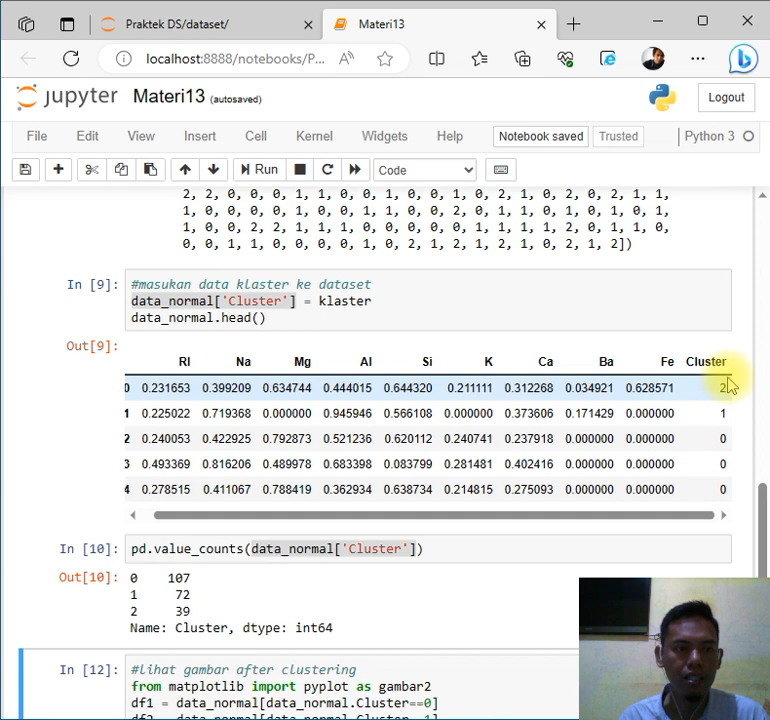 Praktek DS/dataset/
Materi13
localhost:8888/notebooks/P...
jupyter Materi13 (autosaved)
Logout
File Edit View Insert Cell Kernel Widgets Help Notebook saved Trusted Python 3
Run Code
2, 2, 0, 0, 0, 1, 1, 0, 0, 1, 0, 0, 1, 0, 2, 1, 0, 2, 0, 2, 1, 1,
1, 0, 0, 0, 0, 1, 0, 0, 0, 2, 0, 0, 1, 1, 0, 1, 0, 1, 0, 1,
1, 0, 0, 2, 2, 1, 1, 1, 0, 0, 0, 0, 0, 1, 1, 1, 1, 2, 0, 1, 1, 0,
0, 0, 1, 1, 0, 0, 0, 0, 1, 0, 2, 1, 2, 1, 2, 1, 0, 2, 1, 2])
In [9]: #masukan data klaster ke dataset
data_normal['Cluster'] = klaster
data_normal.head()
Out[9]:
RI Na Mg Al Si K Ca Ba Fe Cluster
0 0.231653 0.399209 0.634744 0.444015 0.644320 0.211111 0.312268 0.034921 0.628571 2
1 0.225022 0.719368 0.000000 0.945946 0.566108 0.000000 0.373606 0.171429 0.000000 1
2 0.240053 0.422925 0.792873 0.521236 0.620112 0.240741 0.237918 0.000000 0.000000 0
3 0.493369 0.816206 0.489978 0.683398 0.083799 0.281481 0.402416 0.000000 0.000000 0
4 0.278515 0.411067 0.788419 0.362934 0.638734 0.214815 0.275093 0.000000 0.000000 0
In [10]: pd.value_counts(data_normal['Cluster'])
Out[10]: 0 107
1 72
2 39
Name: Cluster, dtype: int64
In [12]: #lihat gambar after clustering
from matplotlib import pyplot as gambar2
df1 = data_normal[data_normal.Cluster==0]